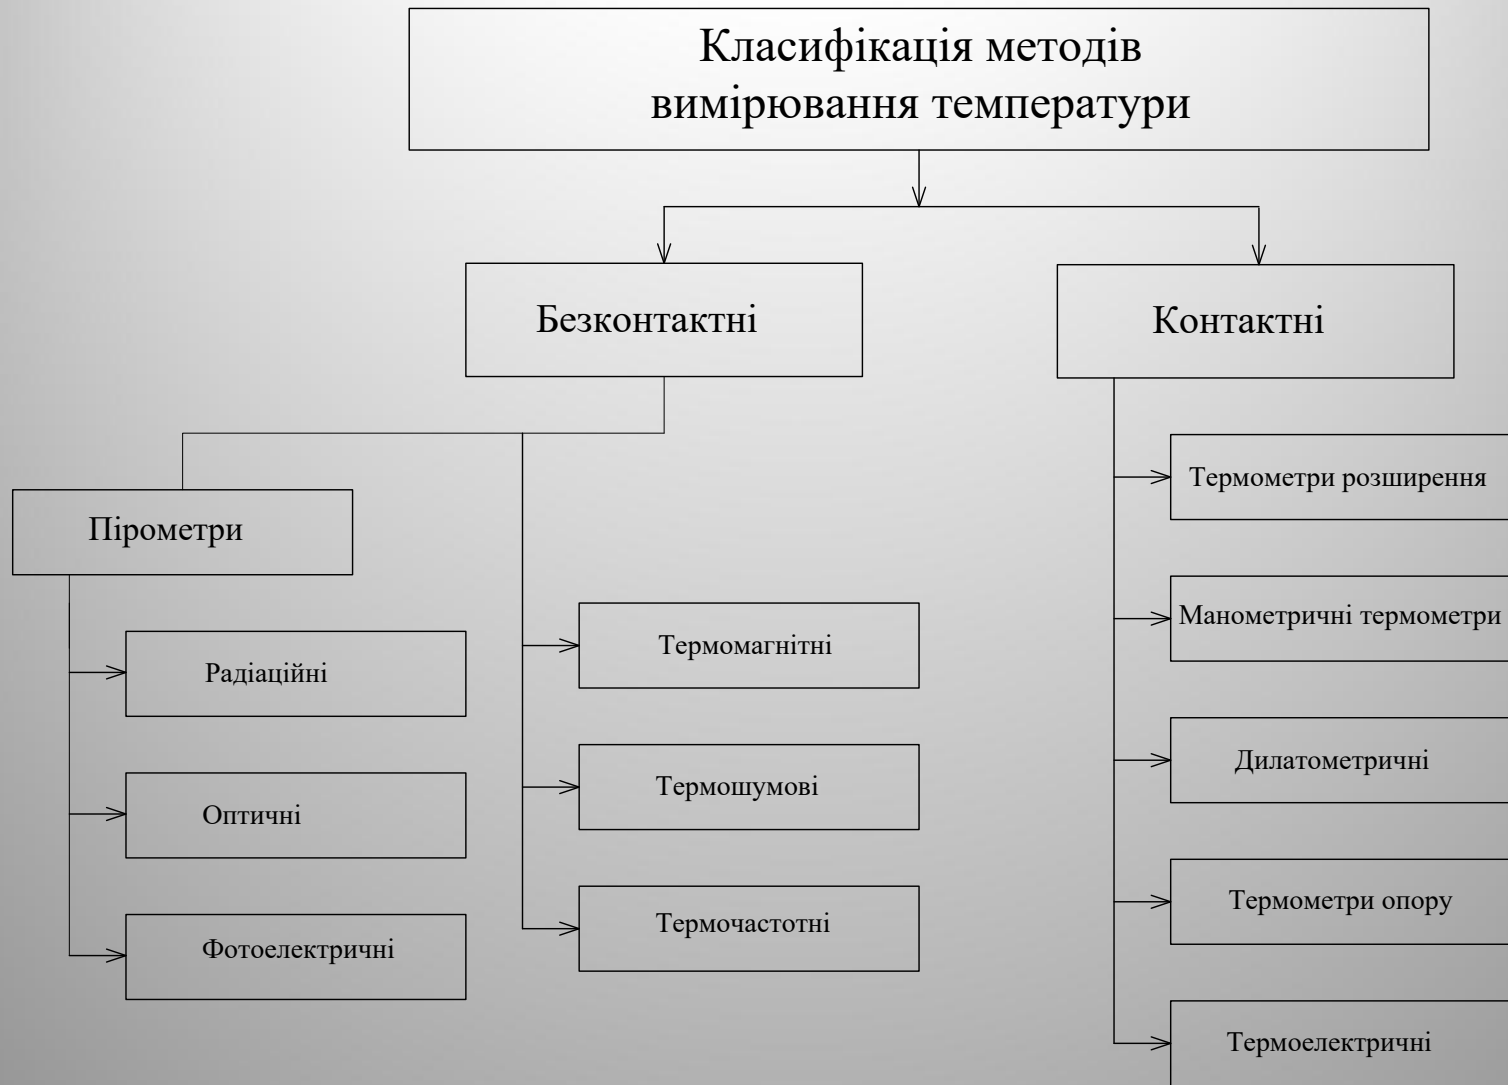 Класифікація методів
вимірювання температури
Безконтактні
Контактні
Пірометри
Радіаційні
Оптичні
Фотоелектричні
Термомагнітні
Термошумові
Термочастотні
Термометри розширення
Манометричні термометри
Дилатометричні
Термометри опору
Термоелектричні